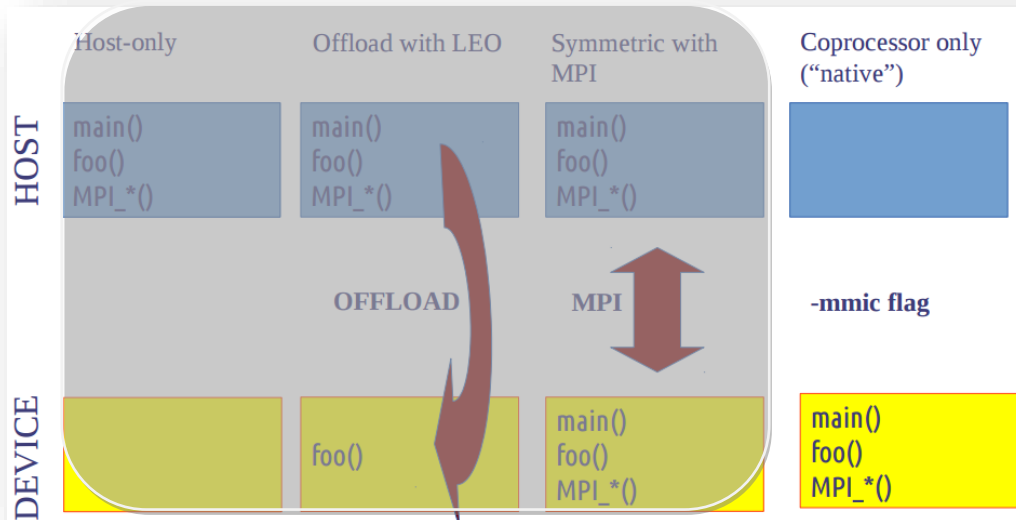 Host-only
Offload with LEO
Symmetric with
MPI
Coprocessor only
(“native”)
HOST
main()
foo()
MPI_*()
main()
foo()
MPI_*()
main()
foo()
MPI_*()
OFFLOAD
MPI
-mmic flag
DEVICE
foo()
main()
foo()
MPI_*()
main()
foo()
MPI_*()